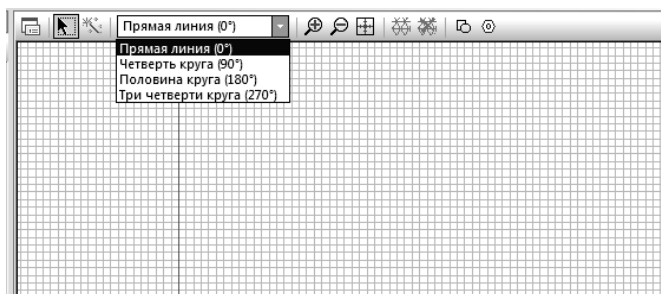 Прямая линия (0°)
Прямая линия (0°)
Четверть круга (90°)
Половина круга (180°)
Три четверти круга (270°)